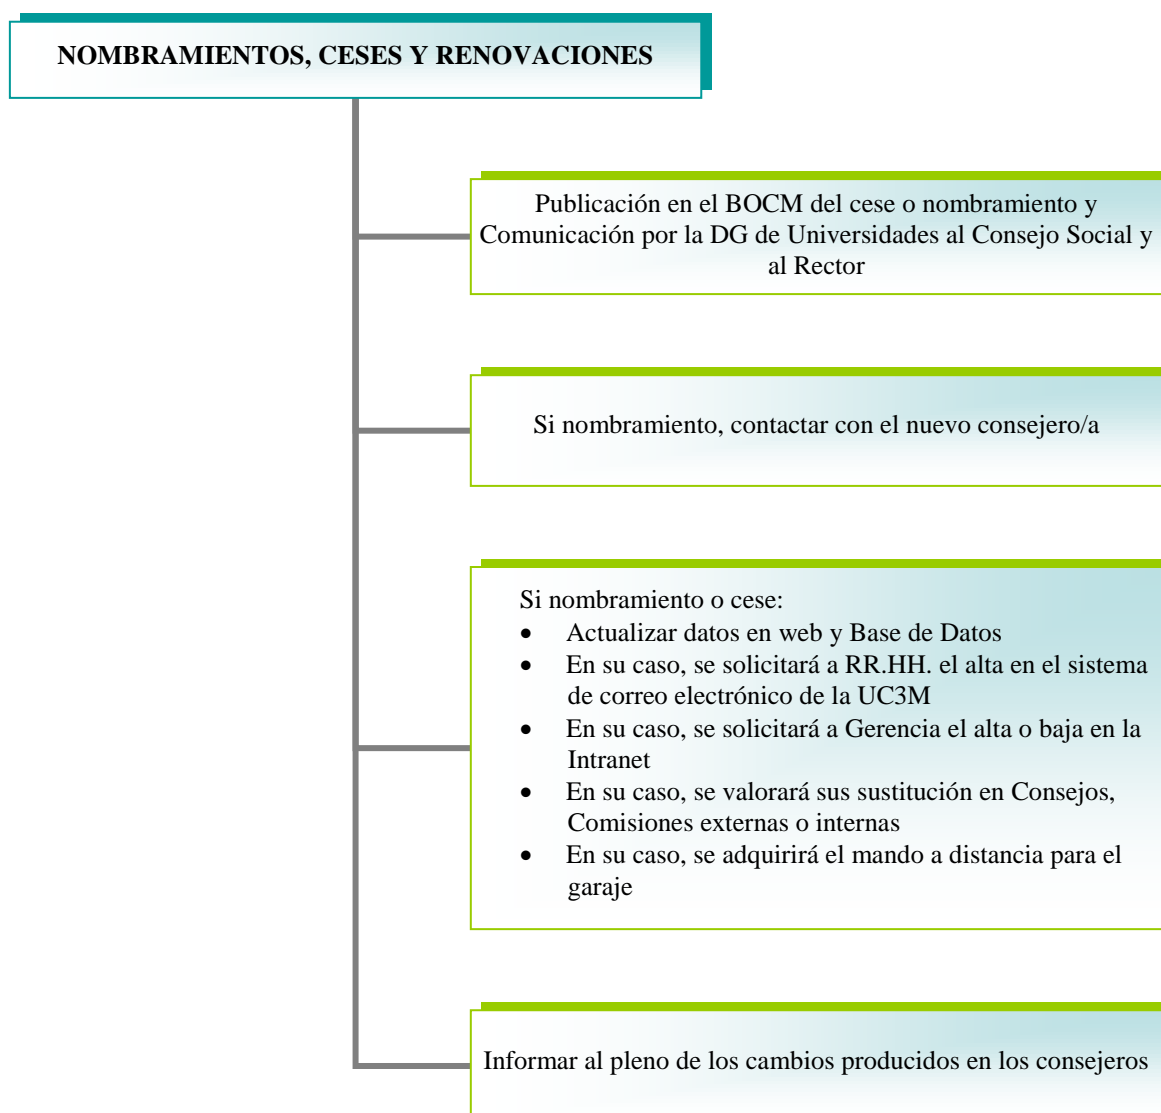 NOMBRAMIENTOS, CESES Y RENOVACIONES
Publicación en el BOCM del cese o nombramiento y
Comunicación por la DG de Universidades al Consejo Social y
al Rector
Si nombramiento, contactar con el nuevo consejero/a
Si nombramiento o cese:
• Actualizar datos en web y Base de Datos
• En su caso, se solicitará a RR.HH. el alta en el sistema
de correo electrónico de la UC3M
• En su caso, se solicitará a Gerencia el alta o baja en la
Intranet
• En su caso, se valorará sus sustitución en Consejos,
Comisiones externas o internas
• En su caso, se adquirirá el mando a distancia para el
garaje
Informar al pleno de los cambios producidos en los consejeros